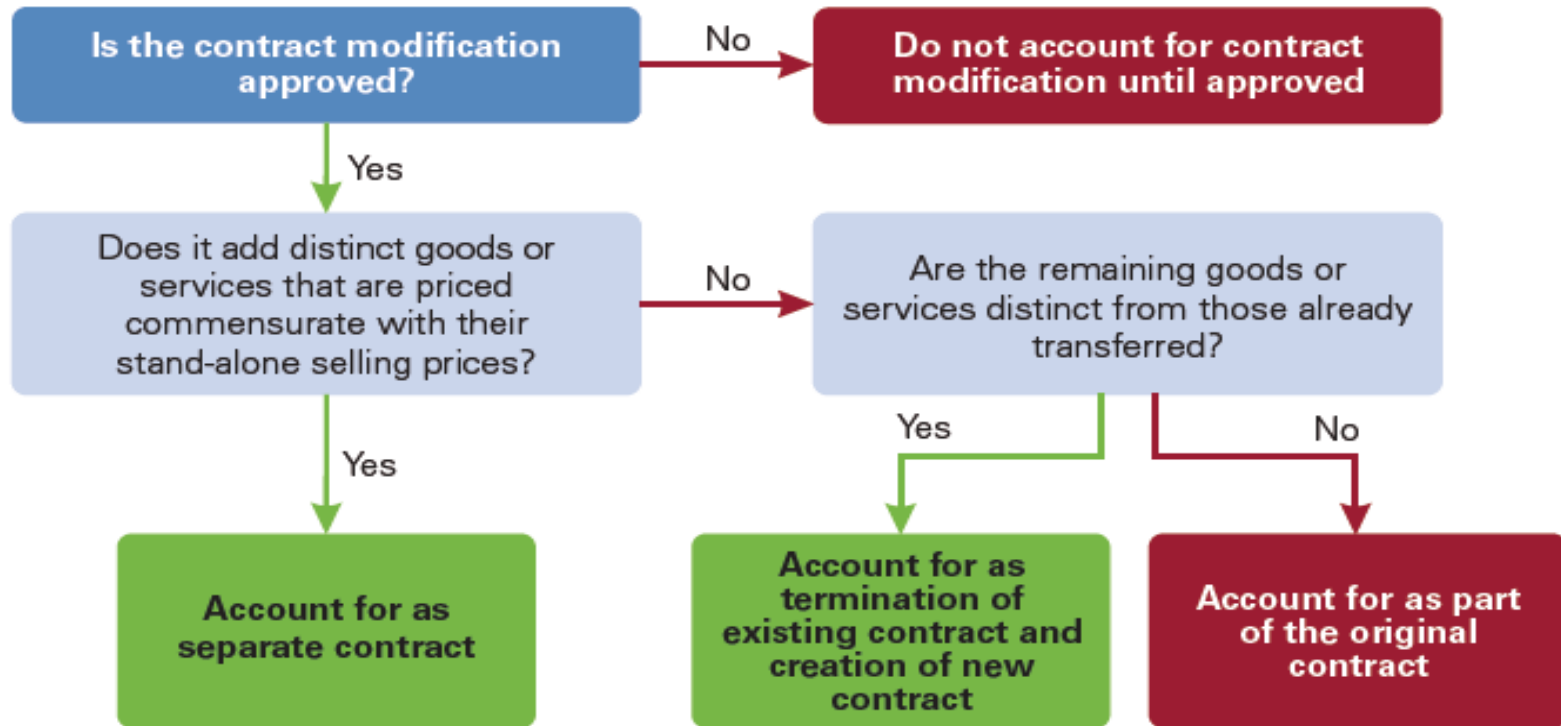 Is the contract modification
approved?
No
Do not account for contract
modification until approved
Yes
Does it add distinct goods or
services that are priced
commensurate with their
stand-alone selling prices?
No
Are the remaining goods or
services distinct from those already
transferred?
Yes
Yes
No
Account for as
separate contract
Account for as
termination of
existing contract and
creation of new
contract
Account for as part
of the original
contract